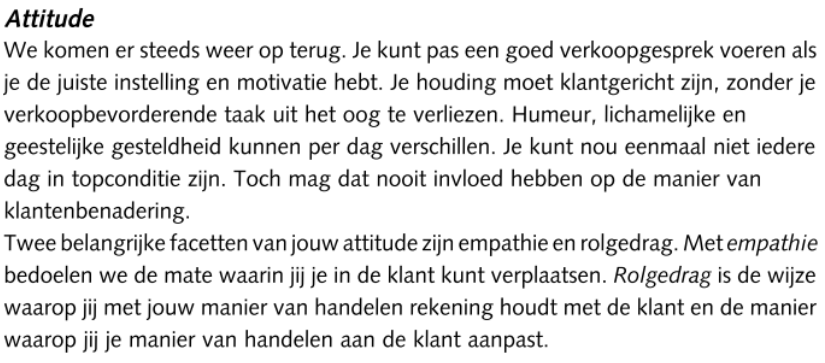 Attitude
We komen er steeds weer op terug. Je kunt pas een goed verkoopgesprek voeren als
je de juiste instelling en motivatie hebt. Je houding moet klantgericht zijn, zonder je
verkoopbevorderende taak uit het oog te verliezen. Humeur, lichamelijke en
geestelijke gesteldheid kunnen per dag verschillen. Je kunt nou eenmaal niet iedere
dag in topconditie zijn. Toch mag dat nooit invloed hebben op de manier van
klantenbenadering.
Twee belangrijke facetten van jouw attitude zijn empathie en rolgedrag. Met empathie
bedoelen we de mate waarin jij je in de klant kunt verplaatsen. Rolgedrag is de wijze
waarop jij met jouw manier van handelen rekening houdt met de klant en de manier
waarop jij je manier van handelen aan de klant aanpast.